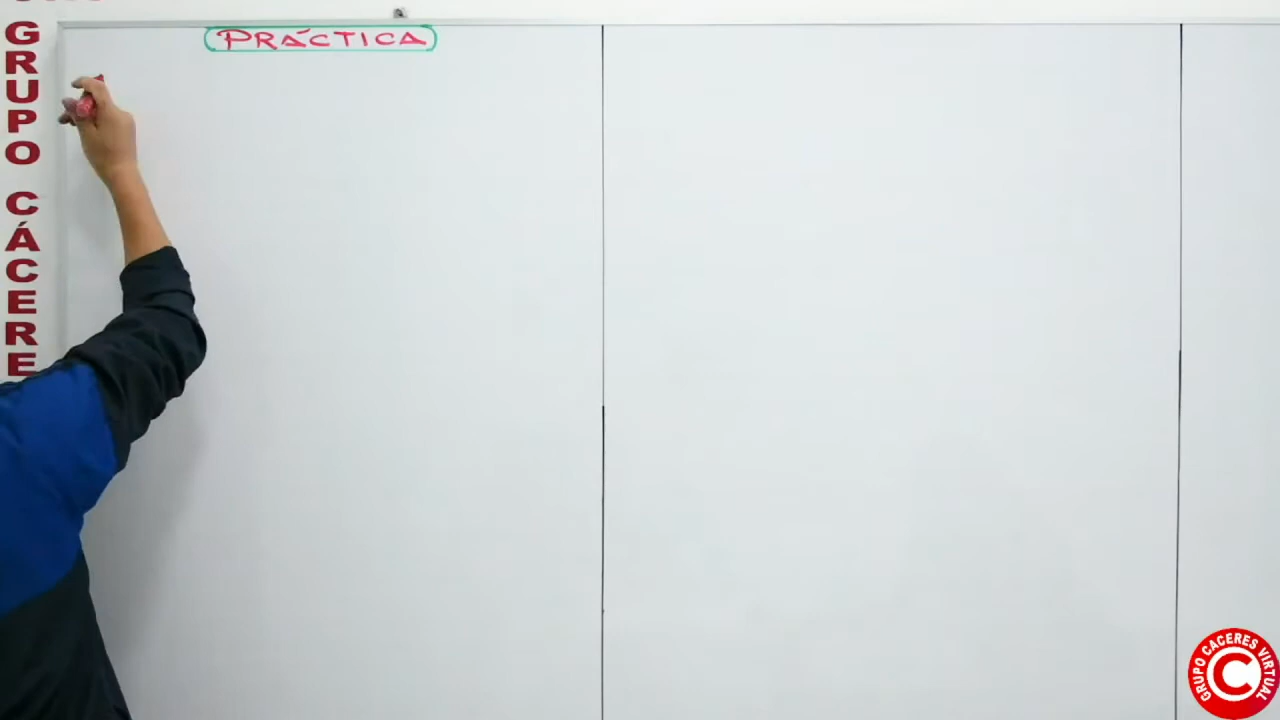 PRÁCTICA
GRUPO
CÁCERE
GRUPO CACERES VIRTUAL
C